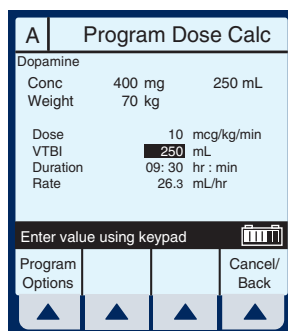 A Program Dose Calc
Dopamine
Conc 400 mg 250 mL
Weight 70 kg
Dose 10 mcg/kg/min
VTBI 250 mL
Duration 09: 30 hr : min
Rate 26.3 mL/hr
Enter value using keypad
Program Options Cancel/ Back